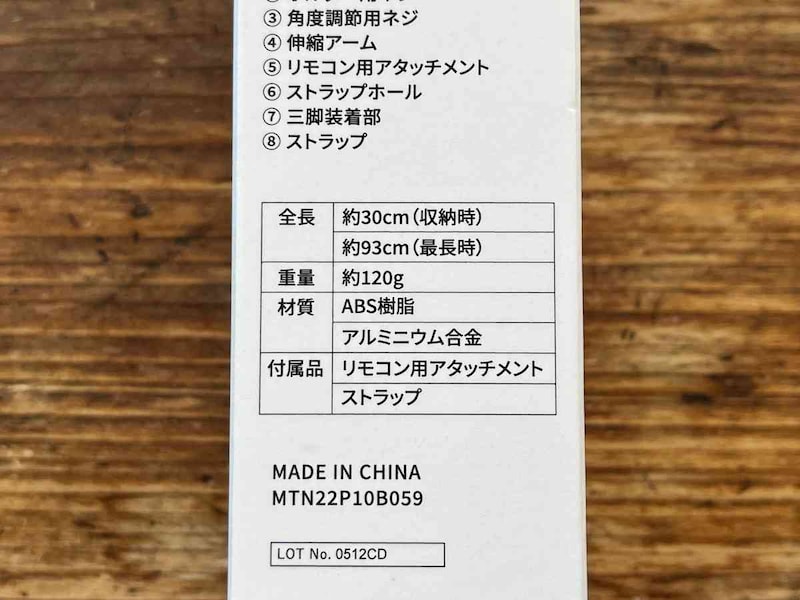 ③ 角度調節用ネジ
④ 伸縮アーム
⑤ リモコン用アタッチメント
⑥ ストラップホール
⑦ 三脚装着部
⑧ ストラップ
全長 約30cm（収納時）
約93cm（最長時）
重量 約120g
材質 ABS樹脂
アルミニウム合金
付属品 リモコン用アタッチメント
ストラップ
MADE IN CHINA
MTN22P10B059
LOT No. 0512CD